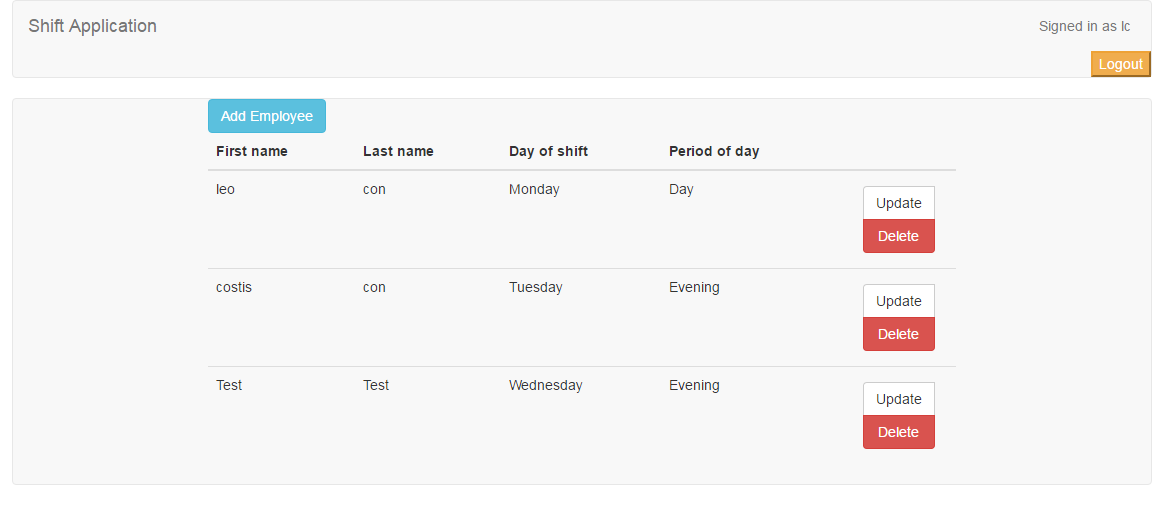 Shift Application
Signed in as lc
Logout
Add Employee
First name Last name Day of shift Period of day
leo con Monday Day
Update
Delete
costis con Tuesday Evening
Update
Delete
Test Test Wednesday Evening
Update
Delete